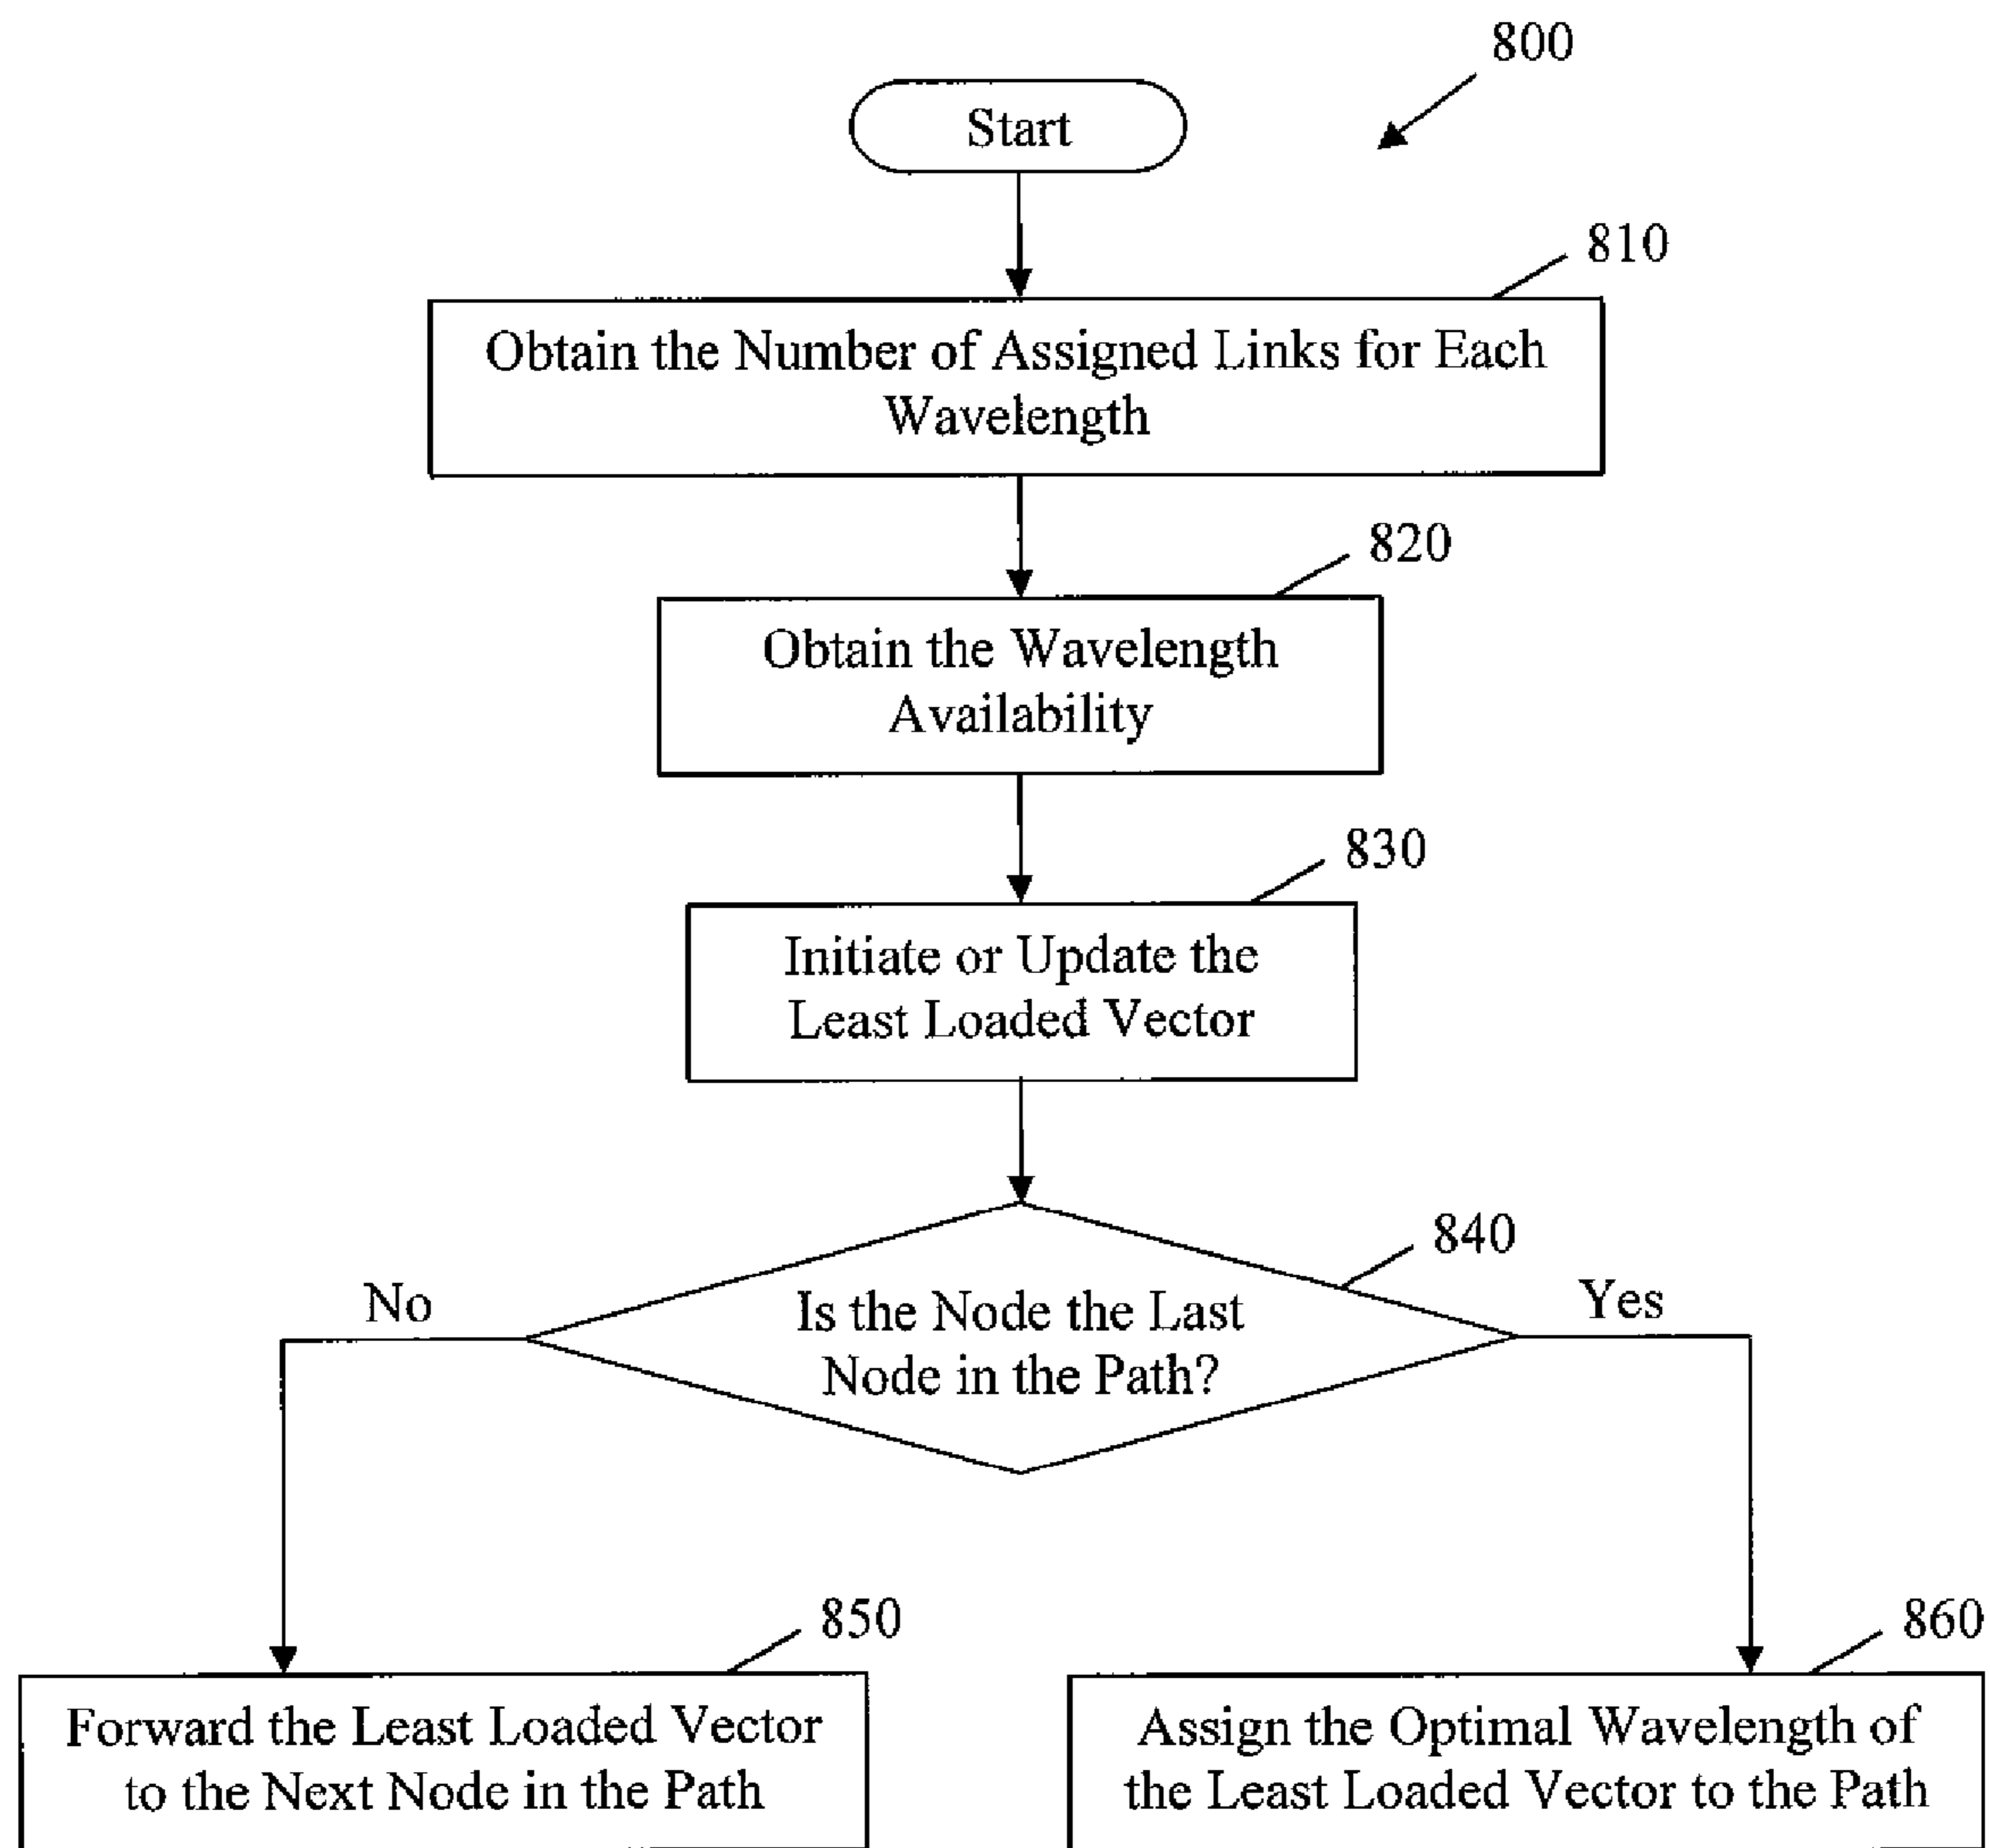 800
Start
810
Obtain the Number of Assigned Links for Each
Wavelength
820
Obtain the Wavelength
Availability
830
Initiate or Update the
Least Loaded Vector
840
No
Yes
Is the Node the Last
Node in the Path?
850
860
Forward the Least Loaded Vector
to the Next Node in the Path
Assign the Optimal Wavelength of
the Least Loaded Vector to the Path